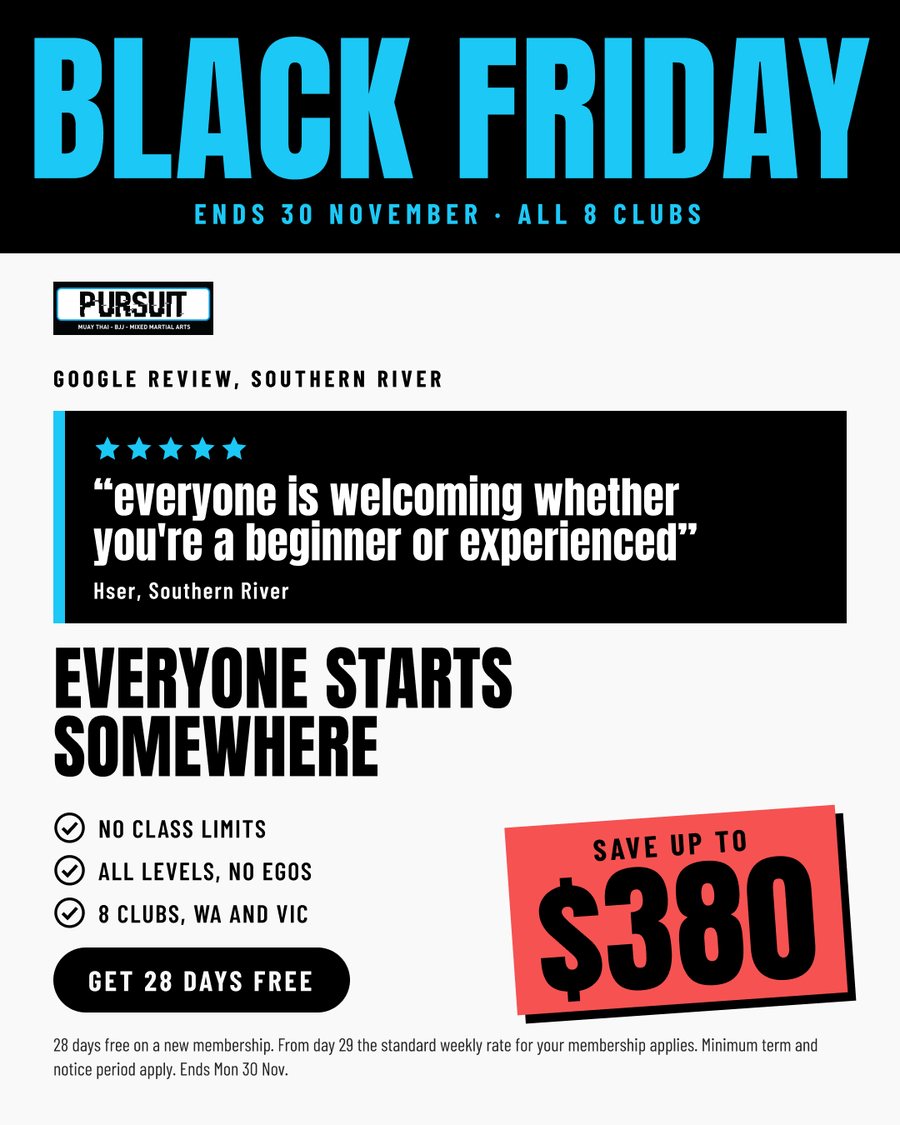 BLACK FRIDAY
ENDS 30 NOVEMBER · ALL 8 CLUBS
PURSUIT
MUAY THAI - BJJ - MIXED MARTIAL ARTS
GOOGLE REVIEW, SOUTHERN RIVER
“everyone is welcoming whether
you're a beginner or experienced”
Hser, Southern River
EVERYONE STARTS
SOMEWHERE
NO CLASS LIMITS
ALL LEVELS, NO EGOS
8 CLUBS, WA AND VIC
GET 28 DAYS FREE
SAVE UP TO
$380
28 days free on a new membership. From day 29 the standard weekly rate for your membership applies. Minimum term and
notice period apply. Ends Mon 30 Nov.